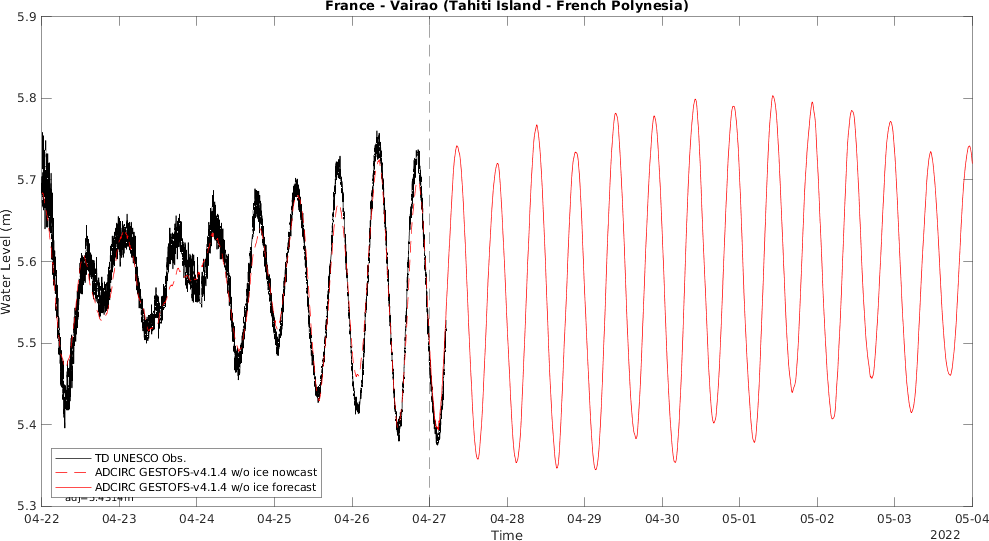 France - Vairao (Tahiti Island - French Polynesia)
5.9
5.8
5.7
5.6
5.5
5.4
5.3
Water Level (m)
TD UNESCO Obs.
ADCIRC GESTOFS-v4.1.4 w/o ice nowcast
ADCIRC GESTOFS-v4.1.4 w/o ice forecast
04-22 04-23 04-24 04-25 04-26 04-27 04-28 04-29 04-30 05-01 05-02 05-03 05-04
Time
2022